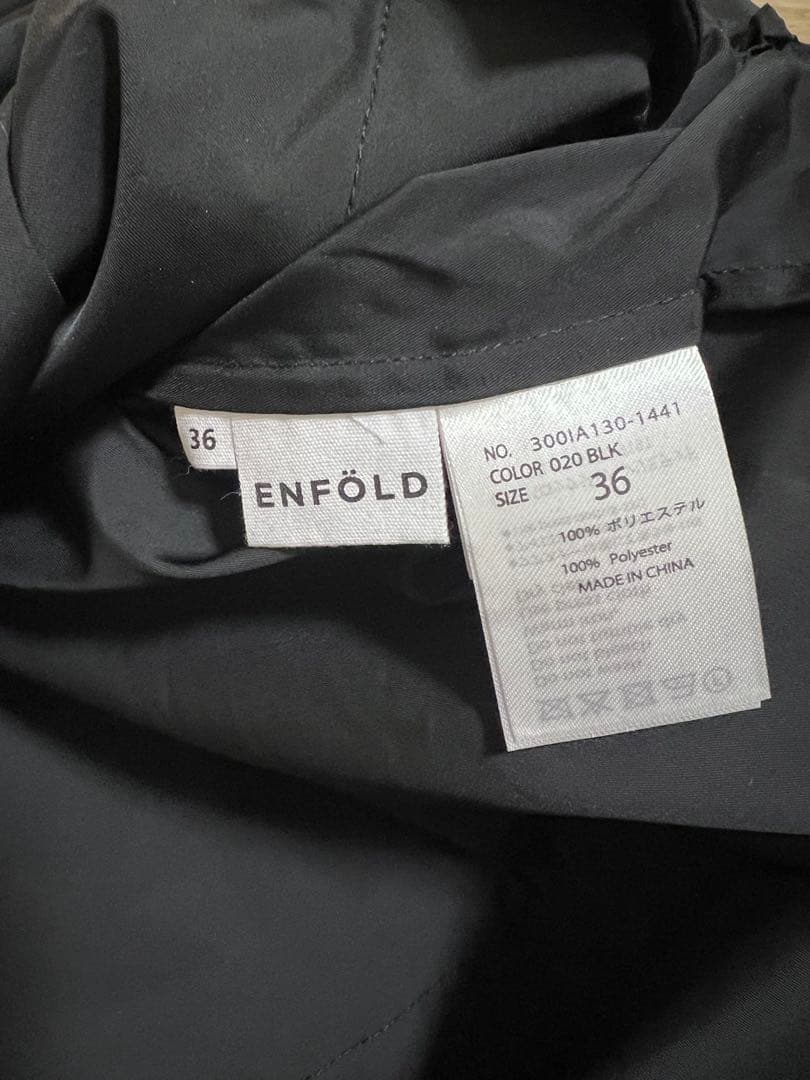 36
ENFÖLD
NO. 300IA130-1441
COLOR 020 BLK
SIZE 36
100% ポリエステル
100% Polyester
MADE IN CHINA